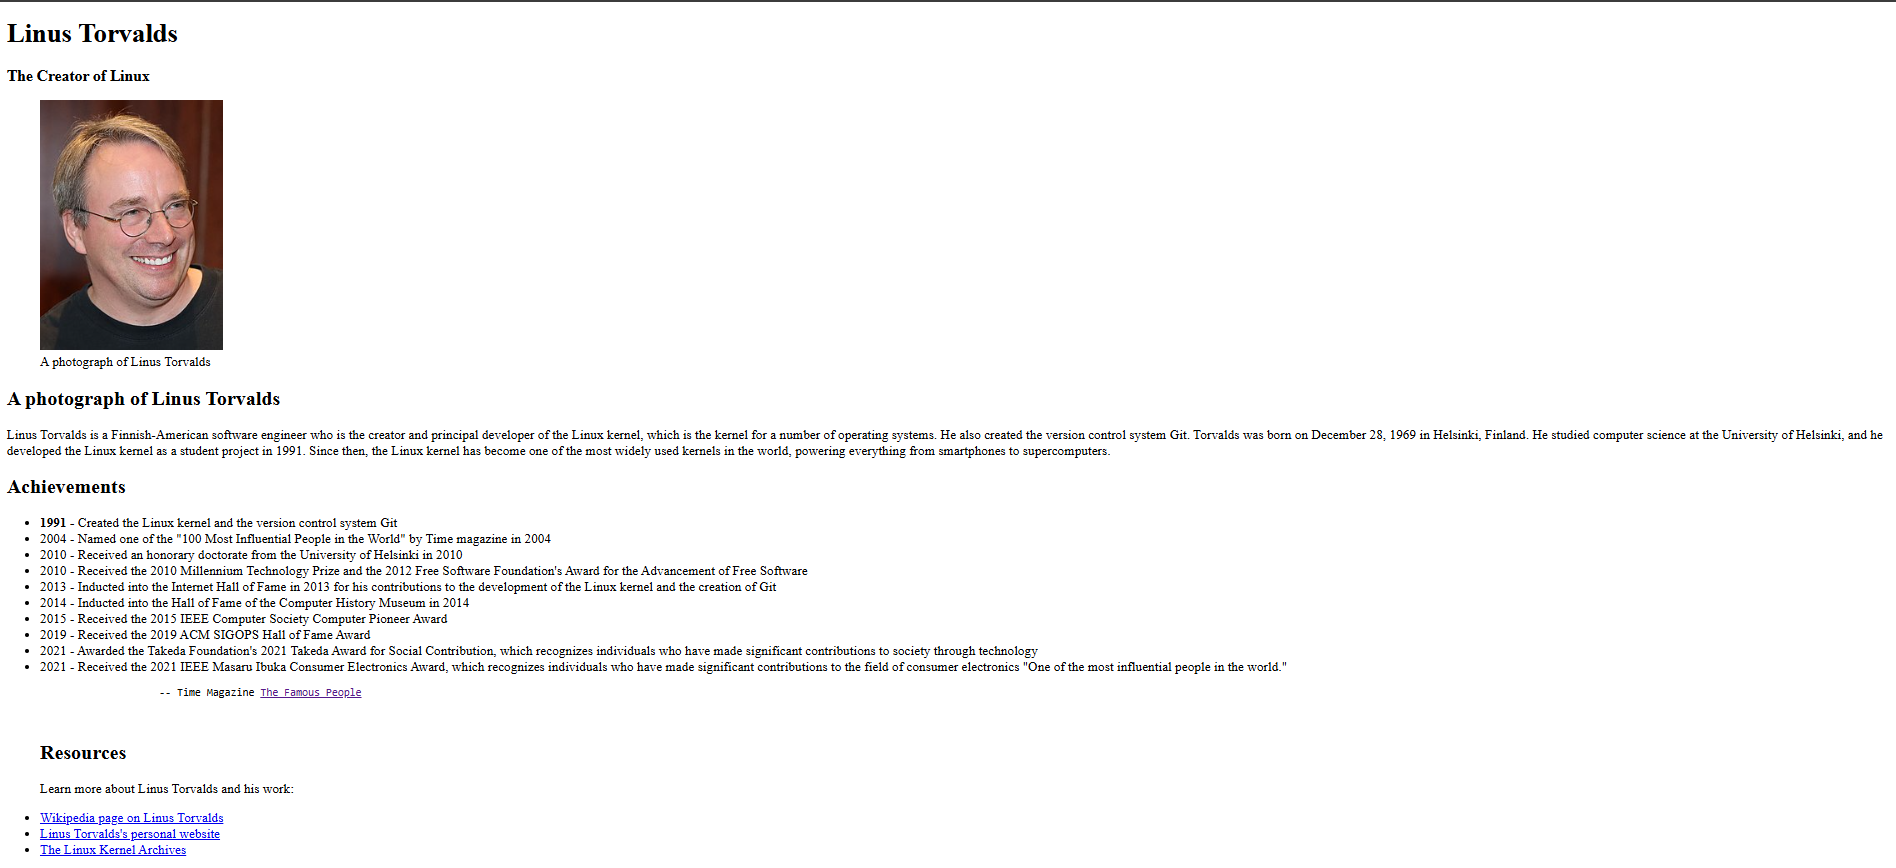 Linus Torvalds
The Creator of Linux
A photograph of Linus Torvalds
A photograph of Linus Torvalds
Linus Torvalds is a Finnish-American software engineer who is the creator and principal developer of the Linux kernel, which is the kernel for a number of operating systems. He also created the version control system Git. Torvalds was born on December 28, 1969 in Helsinki, Finland. He studied computer science at the University of Helsinki, and he
developed the Linux kernel as a student project in 1991. Since then, the Linux kernel has become one of the most widely used kernels in the world, powering everything from smartphones to supercomputers.
Achievements
• 1991 - Created the Linux kernel and the version control system Git
• 2004 - Named one of the "100 Most Influential People in the World" by Time magazine in 2004
• 2010 - Received an honorary doctorate from the University of Helsinki in 2010
• 2010 - Received the 2010 Millennium Technology Prize and the 2012 Free Software Foundation's Award for the Advancement of Free Software
• 2013 - Inducted into the Internet Hall of Fame in 2013 for his contributions to the development of the Linux kernel and the creation of Git
• 2014 - Inducted into the Hall of Fame of the Computer History Museum in 2014
• 2015 - Received the 2015 IEEE Computer Society Computer Pioneer Award
• 2019 - Received the 2019 ACM SIGOPS Hall of Fame Award
• 2021 - Awarded the Takeda Foundation's 2021 Takeda Award for Social Contribution, which recognizes individuals who have made significant contributions to society through technology
• 2021 - Received the 2021 IEEE Masaru Ibuka Consumer Electronics Award, which recognizes individuals who have made significant contributions to the field of consumer electronics "One of the most influential people in the world."
-- Time Magazine The Famous People
Resources
Learn more about Linus Torvalds and his work:
• Wikipedia page on Linus Torvalds
• Linus Torvalds's personal website
• The Linux Kernel Archives